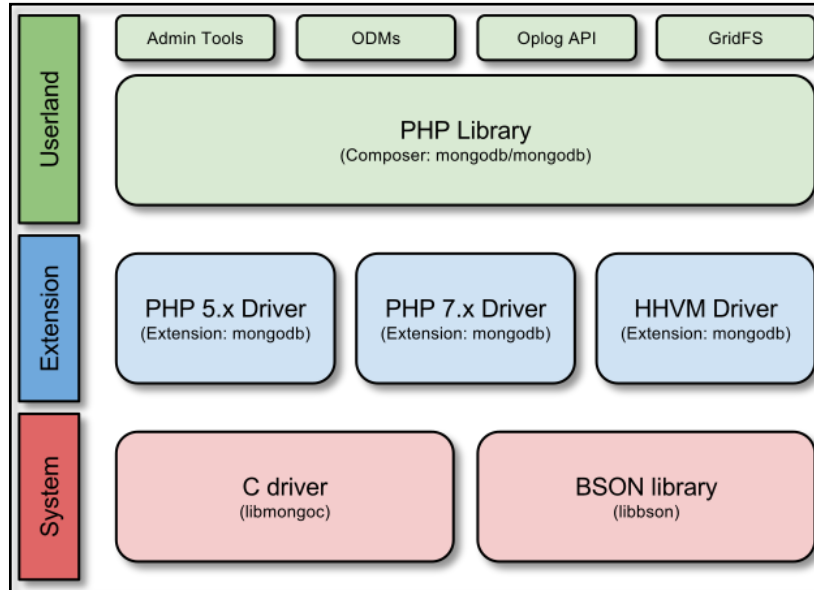 Userland
Admin Tools
ODMs
Oplog API
GridFS
PHP Library
(Composer: mongodb/mongodb)
Extension
PHP 5.x Driver
(Extension: mongodb)
PHP 7.x Driver
(Extension: mongodb)
HHVM Driver
(Extension: mongodb)
System
C driver
(libmongoc)
BSON library
(libbson)